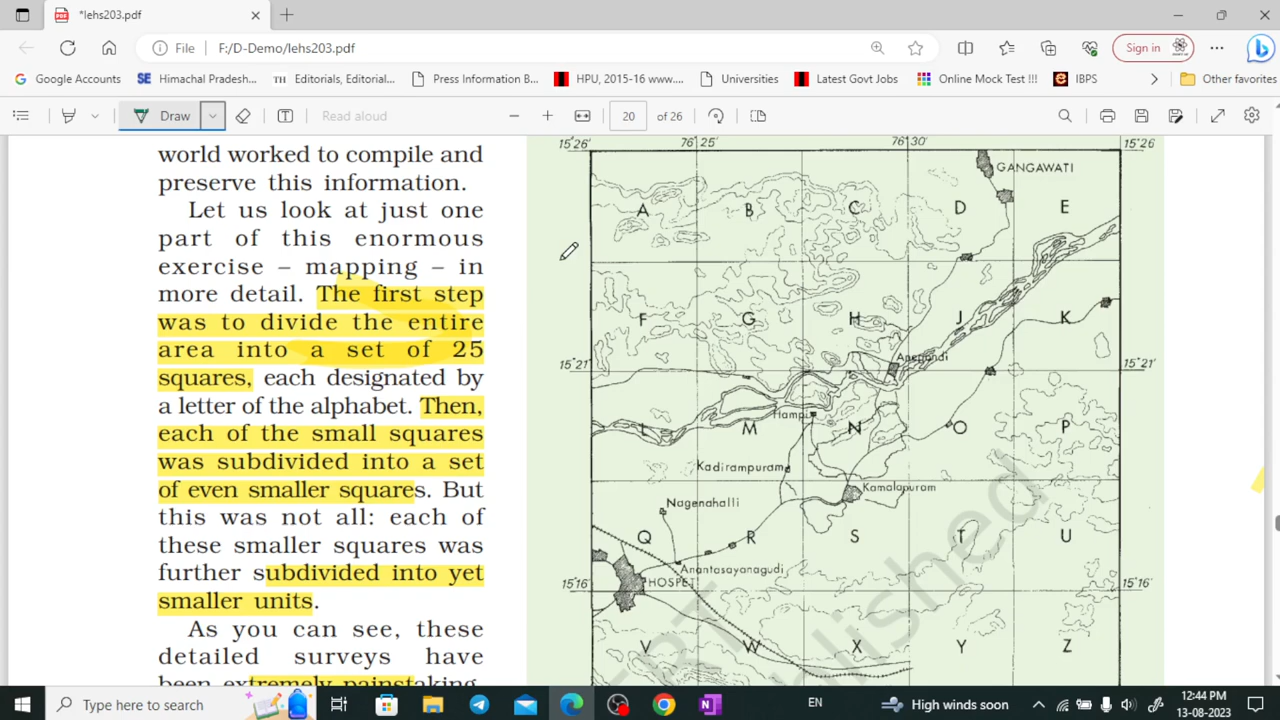 *lehs203.pdf
File F:/D-Demo/lehs203.pdf
Sign in
Google Accounts
SE Himachal Pradesh...
TH Editorials, Editorial...
Press Information B...
HPU, 2015-16 www....
Universities
Latest Govt Jobs
Online Mock Test !!!
IBPS
Other favorites
Draw
Read aloud
20 of 26
world worked to compile and
preserve this information.
Let us look at just one
part of this enormous
exercise – mapping – in
more detail. The first step
was to divide the entire
area into a set of 25
squares, each designated by
a letter of the alphabet. Then,
each of the small squares
was subdivided into a set
of even smaller squares. But
this was not all: each of
these smaller squares was
further subdivided into yet
smaller units.
As you can see, these
detailed surveys have
been extremely painstaking,
15°26' 76°25' 76°30' 15°26'
GANGAWATI
A B C D E
F G H J K
15°21' Anegondi 15°21'
Hampi
L M N O P
Kadirampuram
Kamalapuram
Nagenahalli
Q R S T U
Anantasayanagudi
15°16' HOSPET 15°16'
V W X Y Z
Type here to search
EN
High winds soon
12:44 PM
13-08-2023